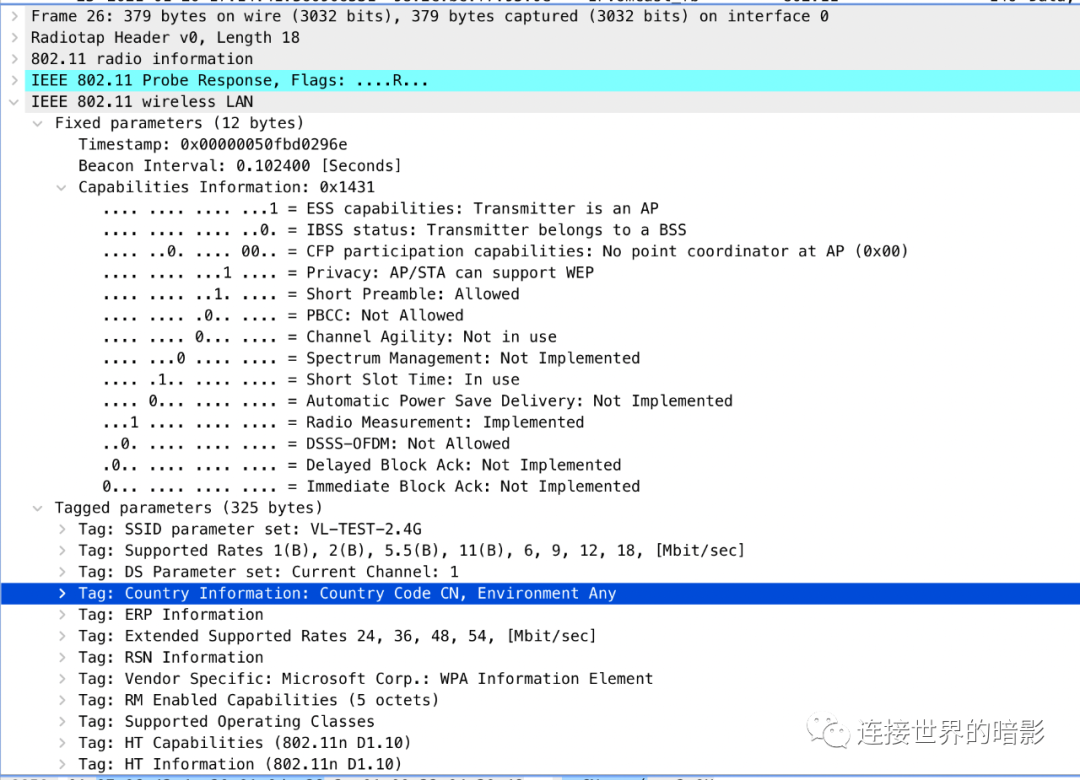 Frame 26: 379 bytes on wire (3032 bits), 379 bytes captured (3032 bits) on interface 0
Radiotap Header v0, Length 18
802.11 radio information
IEEE 802.11 Probe Response, Flags: ....R...
IEEE 802.11 wireless LAN
Fixed parameters (12 bytes)
Timestamp: 0x00000050fbd0296e
Beacon Interval: 0.102400 [Seconds]
Capabilities Information: 0x1431
.... .... .... ...1 = ESS capabilities: Transmitter is an AP
.... .... .... ..0. = IBSS status: Transmitter belongs to a BSS
.... ..0. .... 00.. = CFP participation capabilities: No point coordinator at AP (0x00)
.... .... ...1 .... = Privacy: AP/STA can support WEP
.... .... ..1. .... = Short Preamble: Allowed
.... .... .0.. .... = PBCC: Not Allowed
.... .... 0... .... = Channel Agility: Not in use
.... ...0 .... .... = Spectrum Management: Not Implemented
.... .1.. .... .... = Short Slot Time: In use
.... 0... .... .... = Automatic Power Save Delivery: Not Implemented
...1 .... .... .... = Radio Measurement: Implemented
..0. .... .... .... = DSSS-OFDM: Not Allowed
.0.. .... .... .... = Delayed Block Ack: Not Implemented
0... .... .... .... = Immediate Block Ack: Not Implemented
Tagged parameters (325 bytes)
Tag: SSID parameter set: VL-TEST-2.4G
Tag: Supported Rates 1(B), 2(B), 5.5(B), 11(B), 6, 9, 12, 18, [Mbit/sec]
Tag: DS Parameter set: Current Channel: 1
Tag: Country Information: Country Code CN, Environment Any
Tag: ERP Information
Tag: Extended Supported Rates 24, 36, 48, 54, [Mbit/sec]
Tag: RSN Information
Tag: Vendor Specific: Microsoft Corp.: WPA Information Element
Tag: RM Enabled Capabilities (5 octets)
Tag: Supported Operating Classes
Tag: HT Capabilities (802.11n D1.10)
Tag: HT Information (802.11n D1.10)
连接世界的暗影